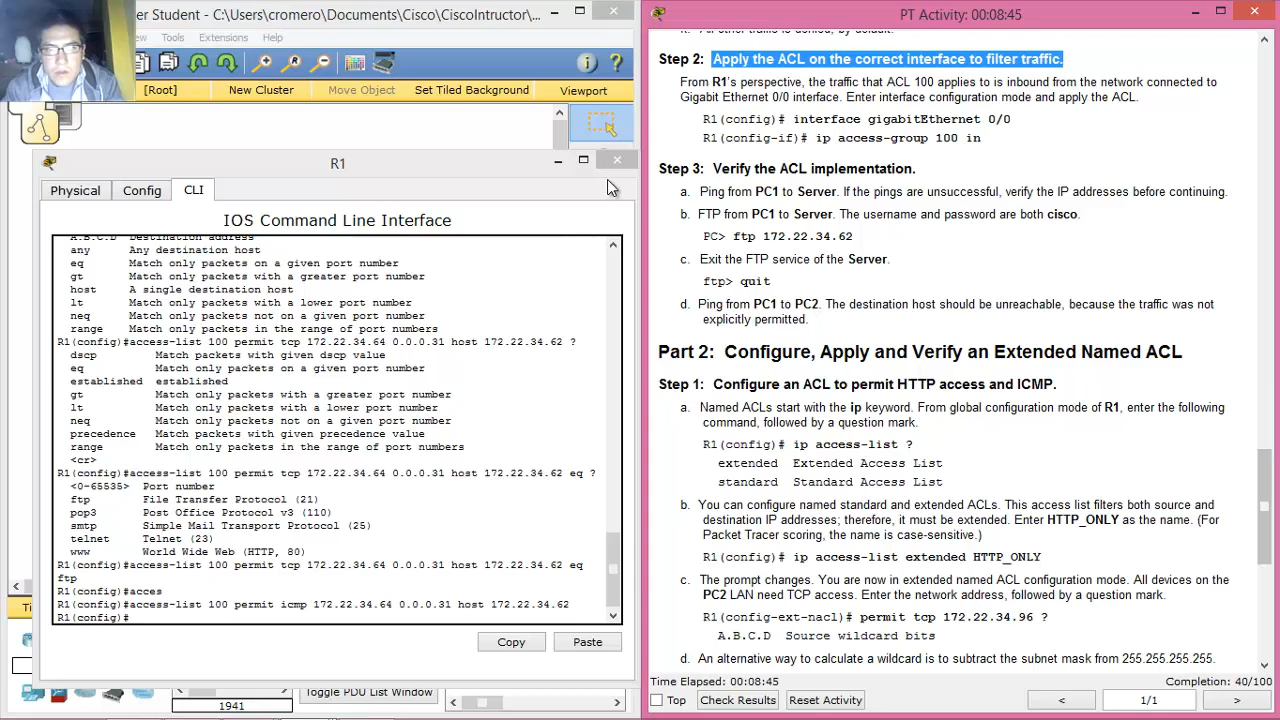 er Student - C:\Users\cromero\Documents\Cisco\CiscoIntructor\...
Tools Extensions Help
[Root] New Cluster Move Object Set Tiled Background Viewport
R1
Physical Config CLI
IOS Command Line Interface
A.B.C.D Destination address
any Any destination host
eq Match only packets on a given port number
gt Match only packets with a greater port number
host A single destination host
lt Match only packets with a lower port number
neq Match only packets not on a given port number
range Match only packets in the range of port numbers
R1(config)#access-list 100 permit tcp 172.22.34.64 0.0.0.31 host 172.22.34.62 ?
dscp Match packets with given dscp value
eq Match only packets on a given port number
established established
gt Match only packets with a greater port number
lt Match only packets with a lower port number
neq Match only packets not on a given port number
precedence Match packets with given precedence value
range Match only packets in the range of port numbers
<cr>
R1(config)#access-list 100 permit tcp 172.22.34.64 0.0.0.31 host 172.22.34.62 eq ?
<0-65535> Port number
ftp File Transfer Protocol (21)
pop3 Post Office Protocol v3 (110)
smtp Simple Mail Transport Protocol (25)
telnet Telnet (23)
www World Wide Web (HTTP, 80)
R1(config)#access-list 100 permit tcp 172.22.34.64 0.0.0.31 host 172.22.34.62 eq
ftp
R1(config)#acces
R1(config)#access-list 100 permit icmp 172.22.34.64 0.0.0.31 host 172.22.34.62
R1(config)#
Copy Paste
Toggle PDU List Window
1941
PT Activity: 00:08:45
k. All other traffic is denied, by default.
Step 2: Apply the ACL on the correct interface to filter traffic.
From R1's perspective, the traffic that ACL 100 applies to is inbound from the network connected to
Gigabit Ethernet 0/0 interface. Enter interface configuration mode and apply the ACL.
R1(config)# interface gigabitEthernet 0/0
R1(config-if)# ip access-group 100 in
Step 3: Verify the ACL implementation.
a. Ping from PC1 to Server. If the pings are unsuccessful, verify the IP addresses before continuing.
b. FTP from PC1 to Server. The username and password are both cisco.
PC> ftp 172.22.34.62
c. Exit the FTP service of the Server.
ftp> quit
d. Ping from PC1 to PC2. The destination host should be unreachable, because the traffic was not
explicitly permitted.
Part 2: Configure, Apply and Verify an Extended Named ACL
Step 1: Configure an ACL to permit HTTP access and ICMP.
a. Named ACLs start with the ip keyword. From global configuration mode of R1, enter the following
command, followed by a question mark.
R1(config)# ip access-list ?
extended Extended Access List
standard Standard Access List
b. You can configure named standard and extended ACLs. This access list filters both source and
destination IP addresses; therefore, it must be extended. Enter HTTP_ONLY as the name. (For
Packet Tracer scoring, the name is case-sensitive.)
R1(config)# ip access-list extended HTTP_ONLY
c. The prompt changes. You are now in extended named ACL configuration mode. All devices on the
PC2 LAN need TCP access. Enter the network address, followed by a question mark.
R1(config-ext-nacl)# permit tcp 172.22.34.96 ?
A.B.C.D Source wildcard bits
d. An alternative way to calculate a wildcard is to subtract the subnet mask from 255.255.255.255.
Time Elapsed: 00:08:45 Completion: 40/100
Top Check Results Reset Activity < 1/1 >